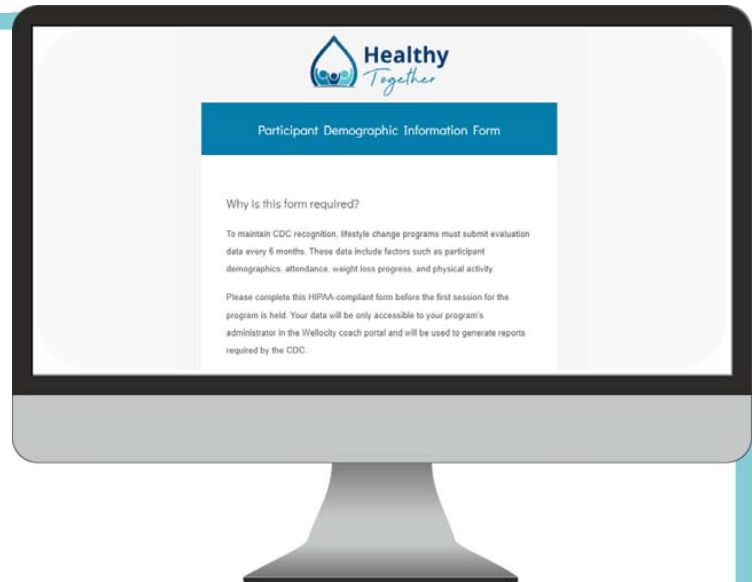 Healthy
Together
Participant Demographic Information Form
Why is this form required?
To maintain CDC recognition, lifestyle change programs must submit evaluation
data every 6 months. These data include factors such as participant
demographics, attendance, weight loss progress, and physical activity.
Please complete this HIPAA-compliant form before the first session for the
program is held. Your data will be only accessible to your program's
administrator in the Wellocity coach portal and will be used to generate reports
required by the CDC.